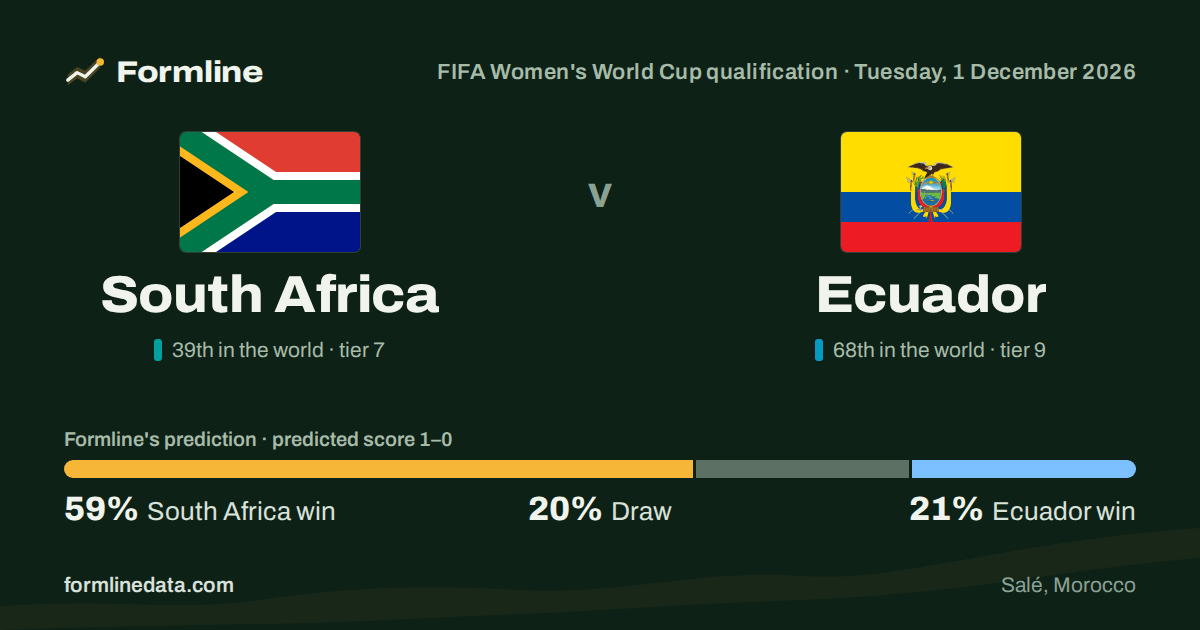 Formline
FIFA Women's World Cup qualification · Tuesday, 1 December 2026
v
South Africa
Ecuador
39th in the world · tier 7
68th in the world · tier 9
Formline's prediction · predicted score 1–0
59% South Africa win
20% Draw
21% Ecuador win
formlinedata.com
Salé, Morocco